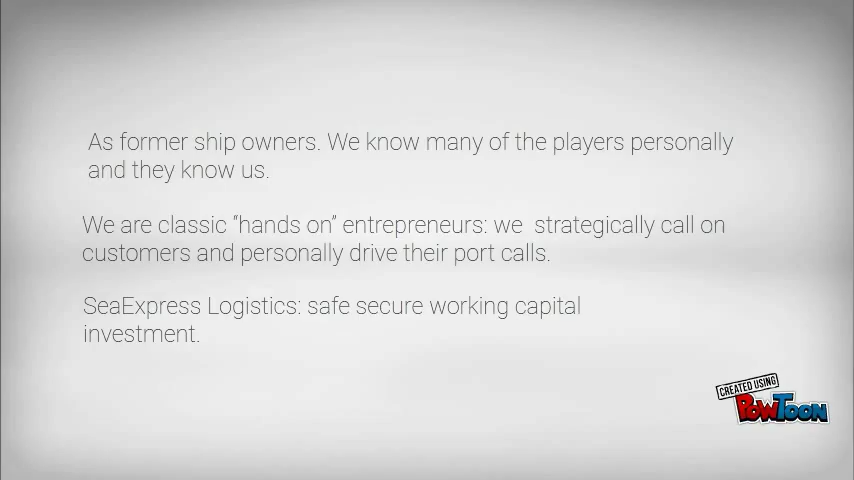 As former ship owners. We know many of the players personally
and they know us.
We are classic “hands on” entrepreneurs: we  strategically call on
customers and personally drive their port calls.
SeaExpress Logistics: safe secure working capital
investment.
CREATED USING
POWTOON